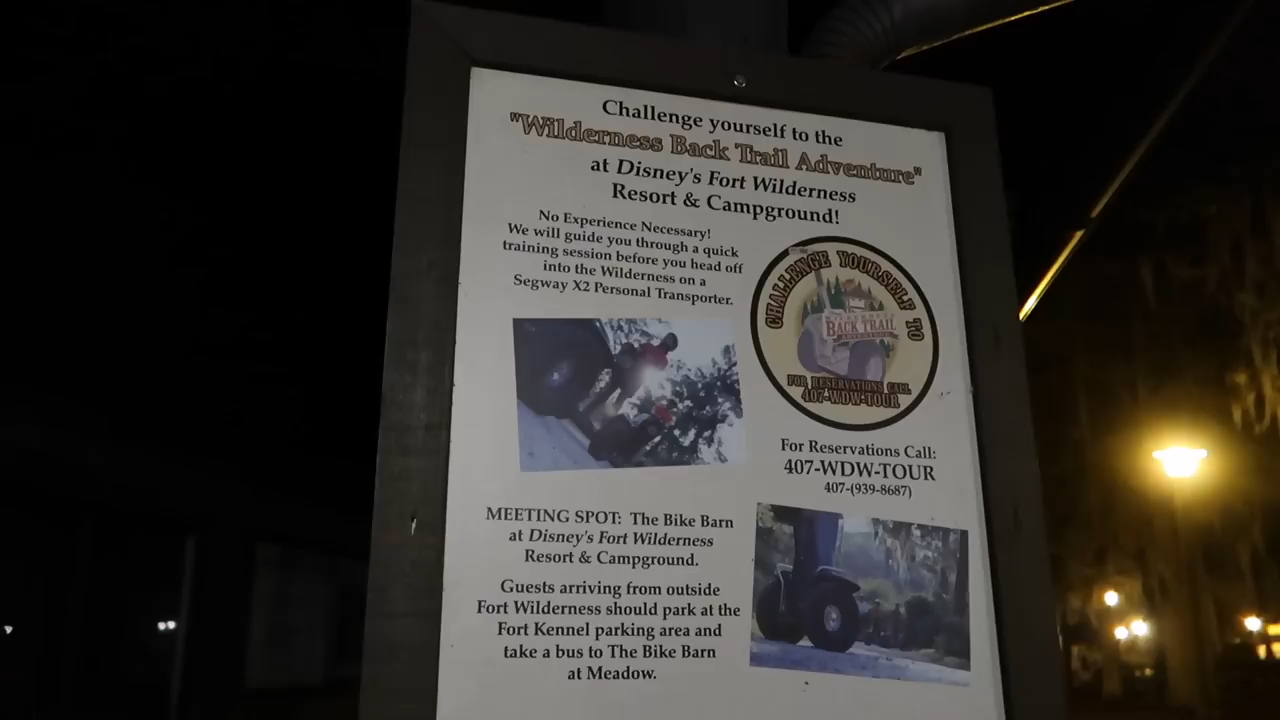 Challenge yourself to the
"Wilderness Back Trail Adventure"
at Disney's Fort Wilderness
Resort & Campground!
No Experience Necessary!
We will guide you through a quick
training session before you head off
into the Wilderness on a
Segway X2 Personal Transporter.
CHALLENGE YOURSELF TO
WILDERNESS
BACK TRAIL
ADVENTURE
FOR RESERVATIONS CALL
407-WDW-TOUR
For Reservations Call:
407-WDW-TOUR
407-(939-8687)
MEETING SPOT: The Bike Barn
at Disney's Fort Wilderness
Resort & Campground.
Guests arriving from outside
Fort Wilderness should park at the
Fort Kennel parking area and
take a bus to The Bike Barn
at Meadow.